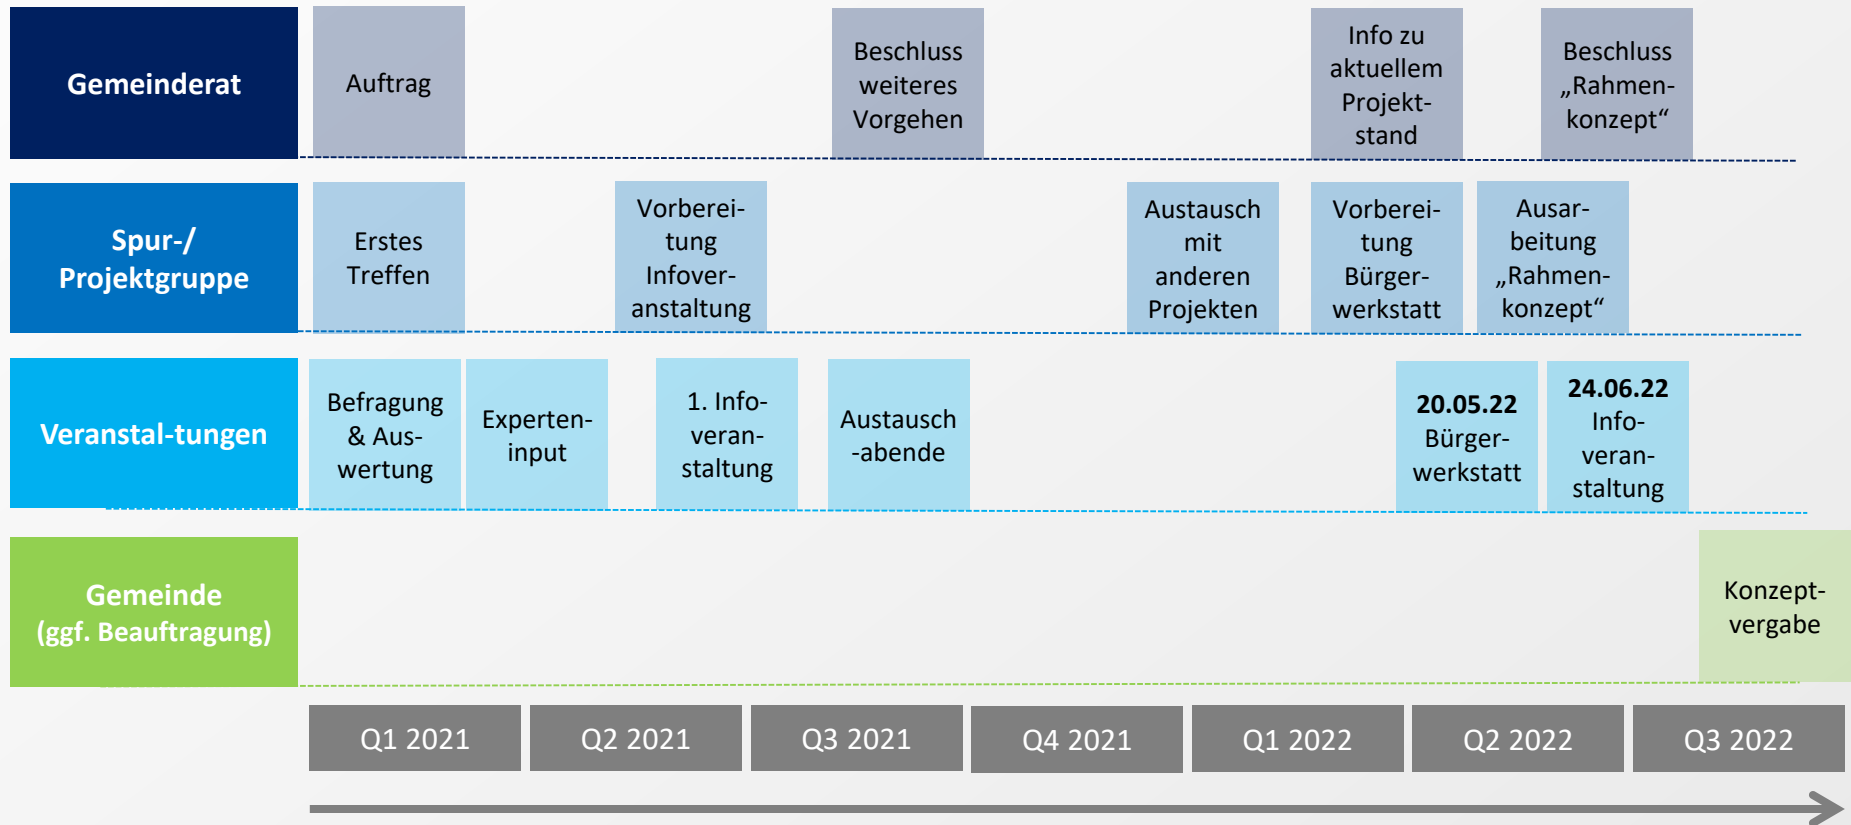 Gemeinderat
Auftrag
Beschluss
weiteres
Vorgehen
Info zu
aktuellem
Projekt-
stand
Beschluss
„Rahmen-
konzept“
Spur-/
Projektgruppe
Erstes
Treffen
Vorberei-
tung
Infover-
anstaltung
Austausch
mit
anderen
Projekten
Vorberei-
tung
Bürger-
werkstatt
Ausar-
beitung
„Rahmen-
konzept“
Veranstal-tungen
Befragung
& Aus-
wertung
Experten-
input
1. Info-
veran-
staltung
Austausch
-abende
20.05.22
Bürger-
werkstatt
24.06.22
Info-
veran-
staltung
Gemeinde
(ggf. Beauftragung)
Konzept-
vergabe
Q1 2021
Q2 2021
Q3 2021
Q4 2021
Q1 2022
Q2 2022
Q3 2022